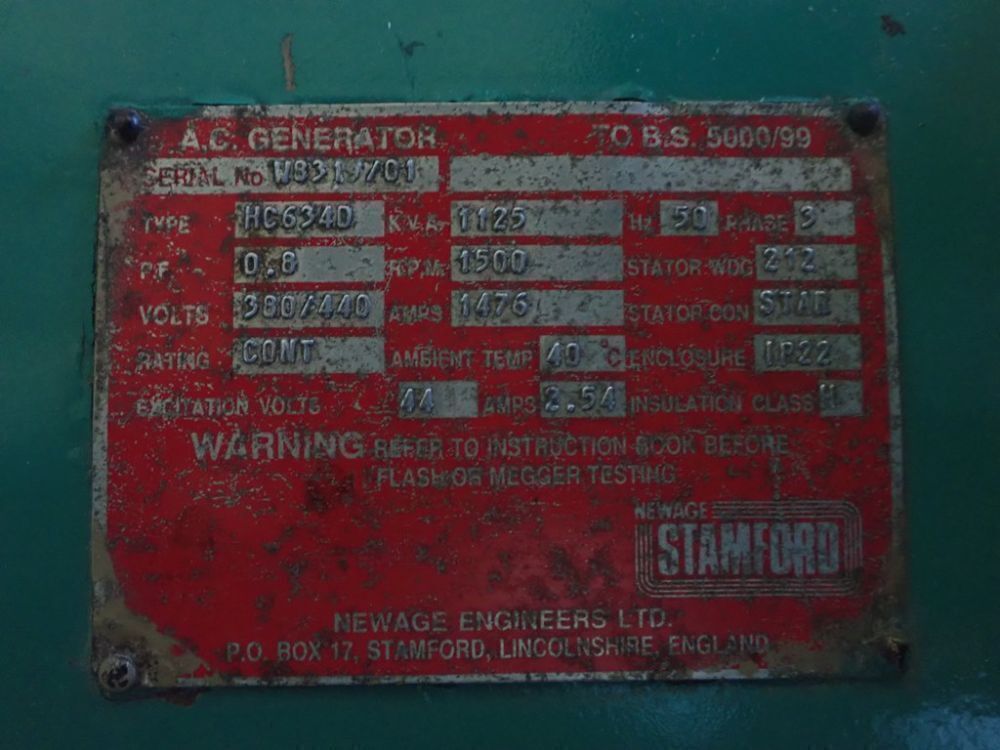 A.C. GENERATOR TO B.S. 5000/99
SERIAL No
TYPE HC634D K.V.A. 1125 Hz 50 PHASE 3
P.F. 0.8 R.P.M. 1500 STATOR WDG 212
VOLTS 380/440 AMPS 1476 STATOR CON STAR
RATING CONT AMBIENT TEMP 40 °C ENCLOSURE IP22
EXCITATION VOLTS 44 AMPS 2.54 INSULATION CLASS H
WARNING REFER TO INSTRUCTION BOOK BEFORE
FLASH OR MEGGER TESTING
NEWAGE
STAMFORD
NEWAGE ENGINEERS LTD.
P.O. BOX 17, STAMFORD, LINCOLNSHIRE, ENGLAND